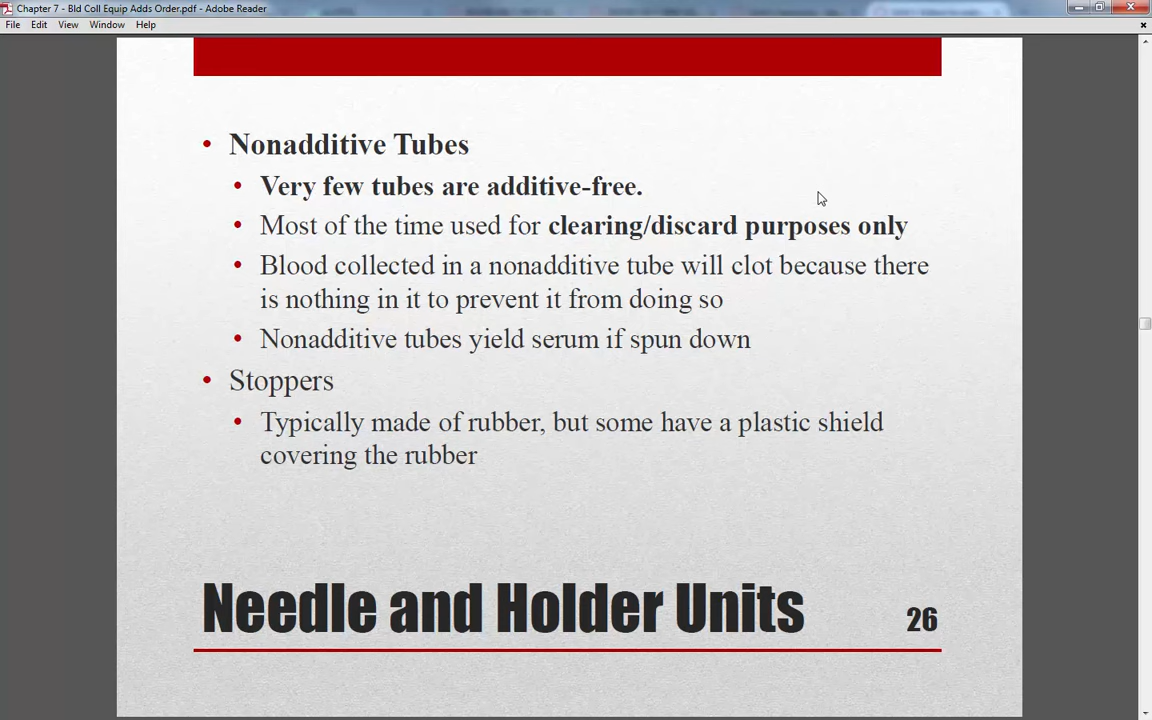 Chapter 7 - Bld Coll Equip Adds Order.pdf - Adobe Reader
File Edit View Window Help
• Nonadditive Tubes
• Very few tubes are additive-free.
• Most of the time used for clearing/discard purposes only
• Blood collected in a nonadditive tube will clot because there
is nothing in it to prevent it from doing so
• Nonadditive tubes yield serum if spun down
• Stoppers
• Typically made of rubber, but some have a plastic shield
covering the rubber
Needle and Holder Units 26